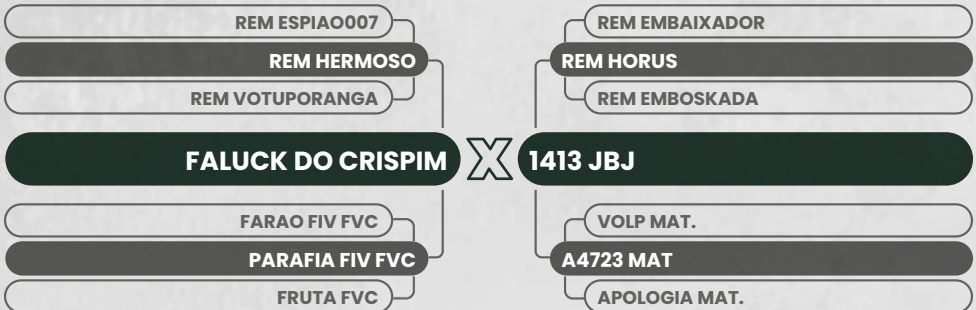 REM ESPIAO007
REM HERMOSO
REM VOTUPORANGA
FALUCK DO CRISPIM
FARAO FIV FVC
PARAFIA FIV FVC
FRUTA FVC
X
REM EMBAIXADOR
REM HORUS
REM EMBOSKADA
1413 JBJ
VOLP MAT.
A4723 MAT
APOLOGIA MAT.